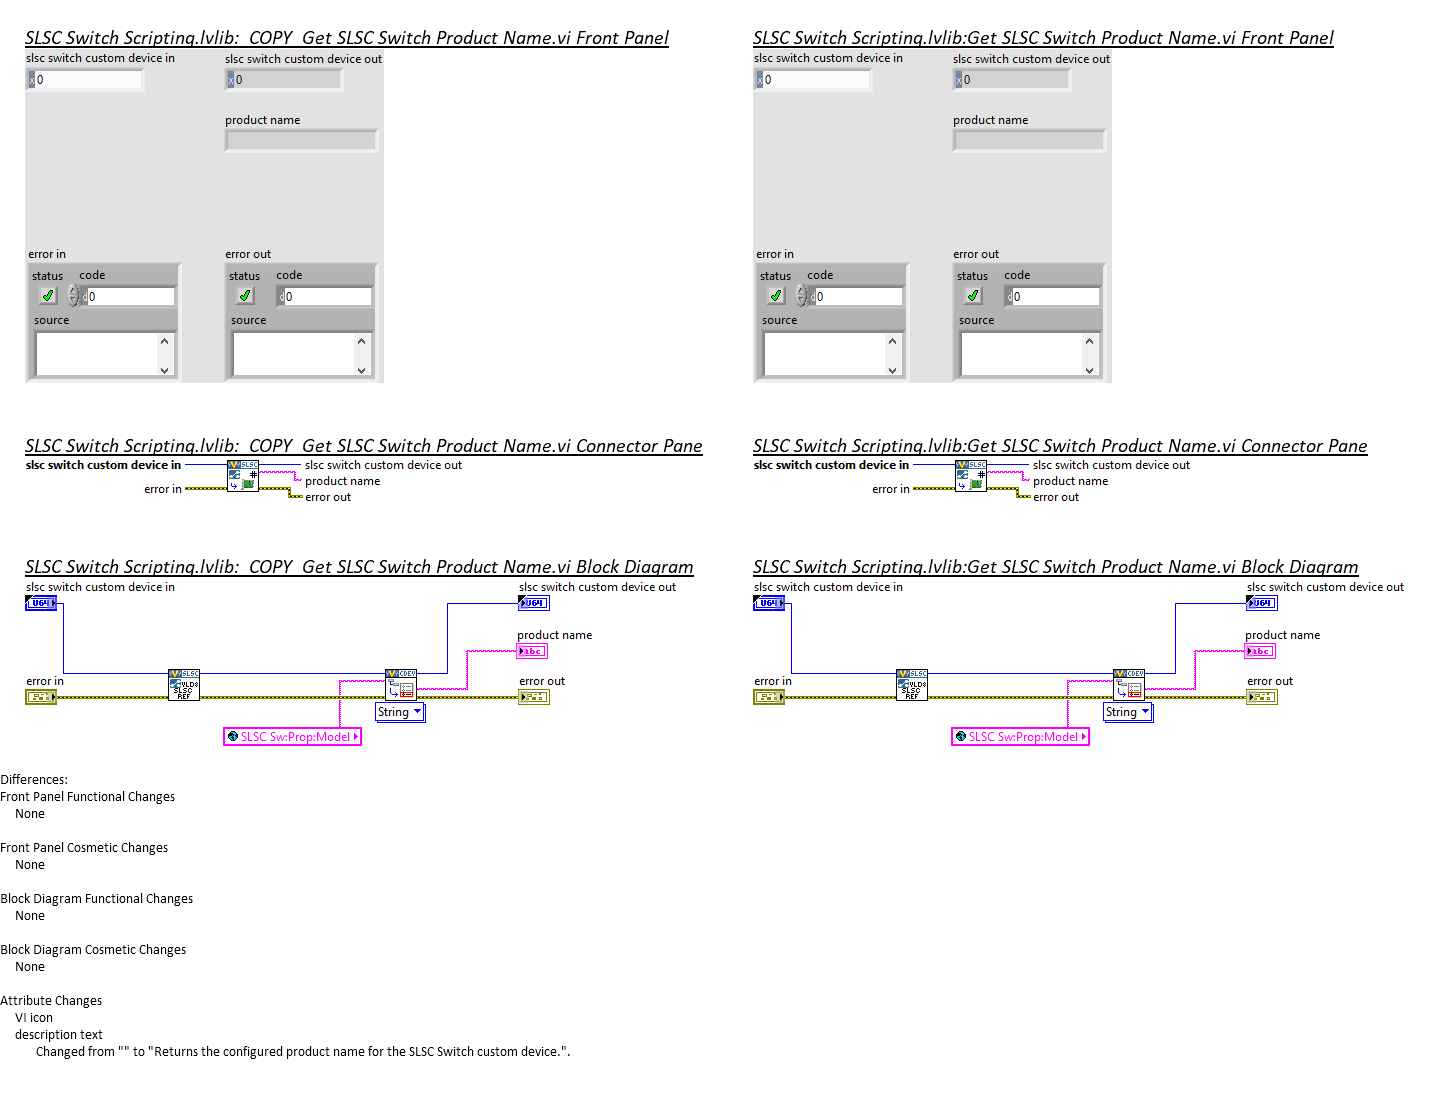 SLSC Switch Scripting.lvlib:  COPY  Get SLSC Switch Product Name.vi Front Panel
slsc switch custom device in
slsc switch custom device out
x 0
x 0
product name
error in
error out
status
code
status
code
d 0
d 0
source
source
SLSC Switch Scripting.lvlib:Get SLSC Switch Product Name.vi Front Panel
slsc switch custom device in
slsc switch custom device out
x 0
x 0
product name
error in
error out
status
code
status
code
d 0
d 0
source
source
SLSC Switch Scripting.lvlib:  COPY  Get SLSC Switch Product Name.vi Connector Pane
slsc switch custom device in
SLSC
slsc switch custom device out
product name
error in
error out
SLSC Switch Scripting.lvlib:Get SLSC Switch Product Name.vi Connector Pane
slsc switch custom device in
SLSC
slsc switch custom device out
product name
error in
error out
SLSC Switch Scripting.lvlib:  COPY  Get SLSC Switch Product Name.vi Block Diagram
slsc switch custom device in
slsc switch custom device out
U64
U64
product name
abc
error in
SLSC
VLD8
SLSC
REF
CDEV
error out
String
SLSC Sw:Prop:Model
SLSC Switch Scripting.lvlib:Get SLSC Switch Product Name.vi Block Diagram
slsc switch custom device in
slsc switch custom device out
U64
U64
product name
abc
error in
SLSC
VLD8
SLSC
REF
CDEV
error out
String
SLSC Sw:Prop:Model
Differences:
Front Panel Functional Changes
None
Front Panel Cosmetic Changes
None
Block Diagram Functional Changes
None
Block Diagram Cosmetic Changes
None
Attribute Changes
VI icon
description text
Changed from "" to "Returns the configured product name for the SLSC Switch custom device.".